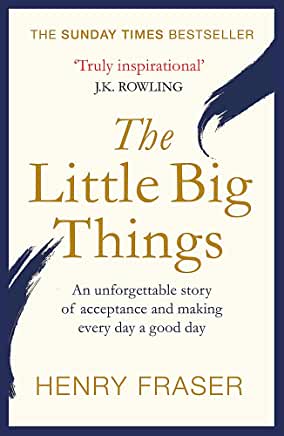 THE SUNDAY TIMES BESTSELLER
‘Truly inspirational’
J.K. ROWLING
The
Little Big
Things
An unforgettable story
of acceptance and making
every day a good day
HENRY FRASER